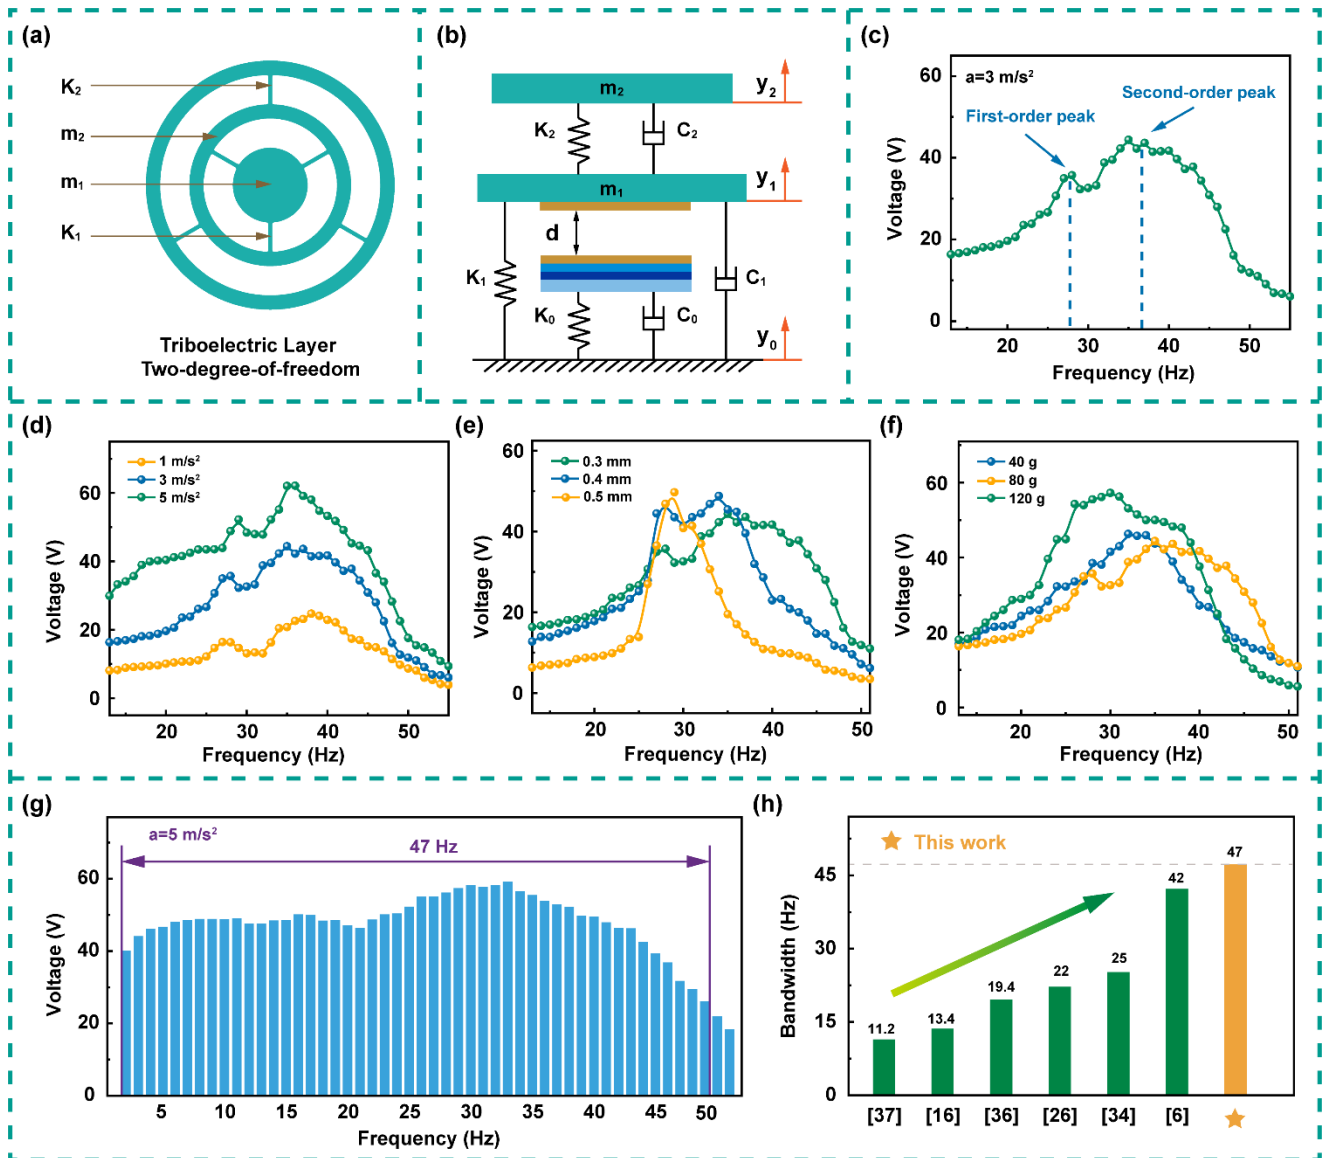 (a)
K₂
m₂
m₁
K₁
Triboelectric Layer
Two-degree-of-freedom
(b)
m₂
y₂
K₂
C₂
m₁
y₁
d
K₁
C₁
K₀
C₀
y₀
(c)
a=3 m/s²
First-order peak
Second-order peak
60
40
20
0
Voltage (V)
20 30 40 50
Frequency (Hz)
(d)
1 m/s²
3 m/s²
5 m/s²
60
40
20
0
Voltage (V)
20 30 40 50
Frequency (Hz)
(e)
0.3 mm
0.4 mm
0.5 mm
60
40
20
0
Voltage (V)
20 30 40 50
Frequency (Hz)
(f)
40 g
80 g
120 g
60
40
20
0
Voltage (V)
20 30 40 50
Frequency (Hz)
(g)
a=5 m/s²
47 Hz
60
40
20
0
Voltage (V)
5 10 15 20 25 30 35 40 45 50
Frequency (Hz)
(h)
This work
45
30
15
0
Bandwidth (Hz)
11.2
13.4
19.4
22
25
42
47
[37] [16] [36] [26] [34] [6]